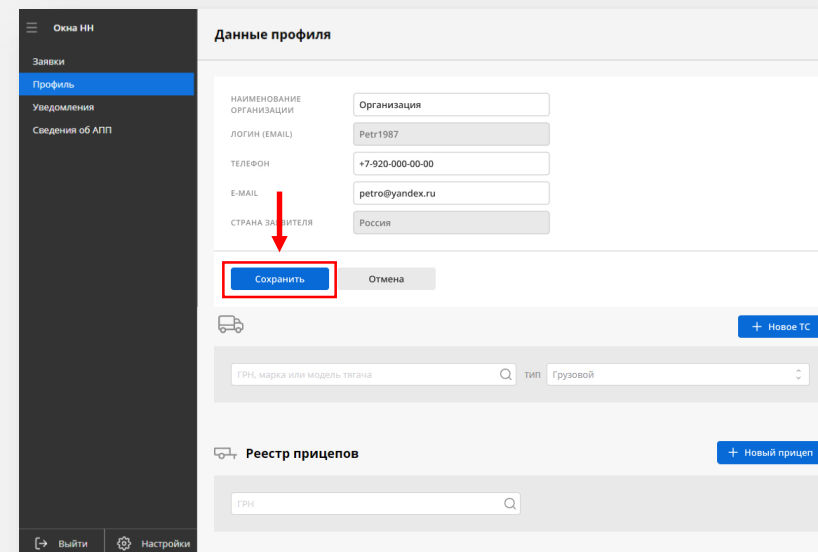 Окна НН
Заявки
Профиль
Уведомления
Сведения об АПП
Выйти
Настройки
Данные профиля
НАИМЕНОВАНИЕ
ОРГАНИЗАЦИИ
Организация
ЛОГИН (EMAIL)
Petr1987
ТЕЛЕФОН
+7-920-000-00-00
E-MAIL
petro@yandex.ru
СТРАНА ЗАЯВИТЕЛЯ
Россия
Сохранить
Отмена
+ Новое ТС
ГРН, марка или модель тягача
ТИП
Грузовой
Реестр прицепов
+ Новый прицеп
ГРН